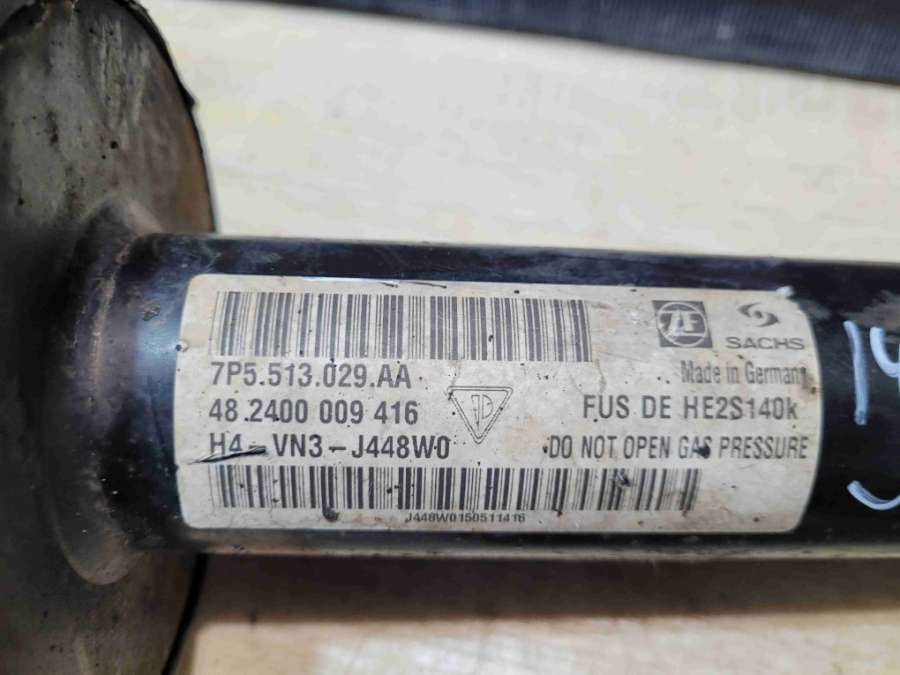 ZF
SACHS
7P5.513.029.AA
Made in Germany
48.2400 009 416
FUS DE HE2S140k
H4-VN3-J448W0
DO NOT OPEN GAS PRESSURE
J448W0150511416